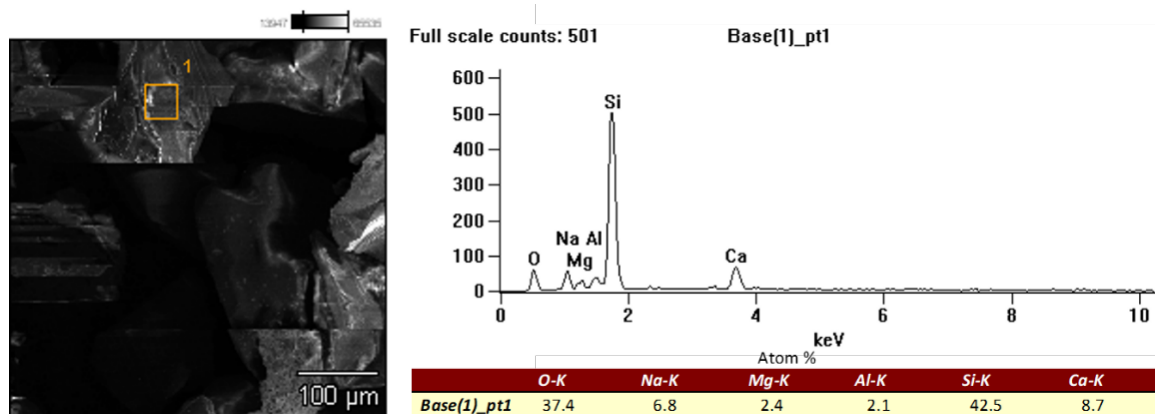 13947 65535
1
100 µm
Full scale counts: 501 Base(1)_pt1
600
500
400
300
200
100
0
Si
Na Al
O Mg
Ca
0 2 4 6 8 10
keV
Atom %
O-K Na-K Mg-K Al-K Si-K Ca-K
Base(1)_pt1 37.4 6.8 2.4 2.1 42.5 8.7